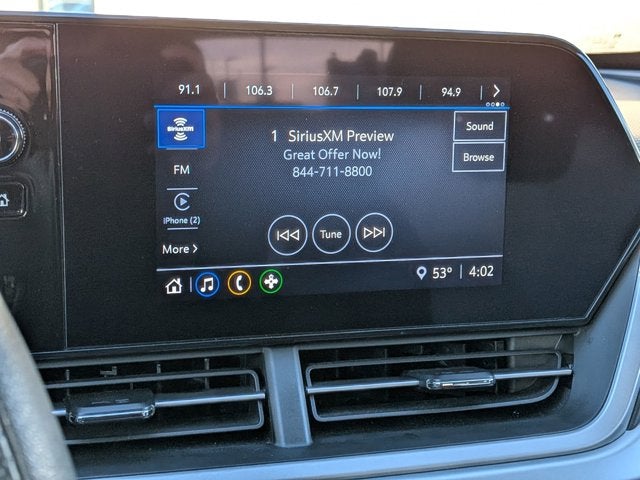 91.1 106.3 106.7 107.9 94.9
SiriusXM
1 SiriusXM Preview
Great Offer Now!
844-711-8800
Sound
Browse
FM
iPhone (2)
More
Tune
53° 4:02